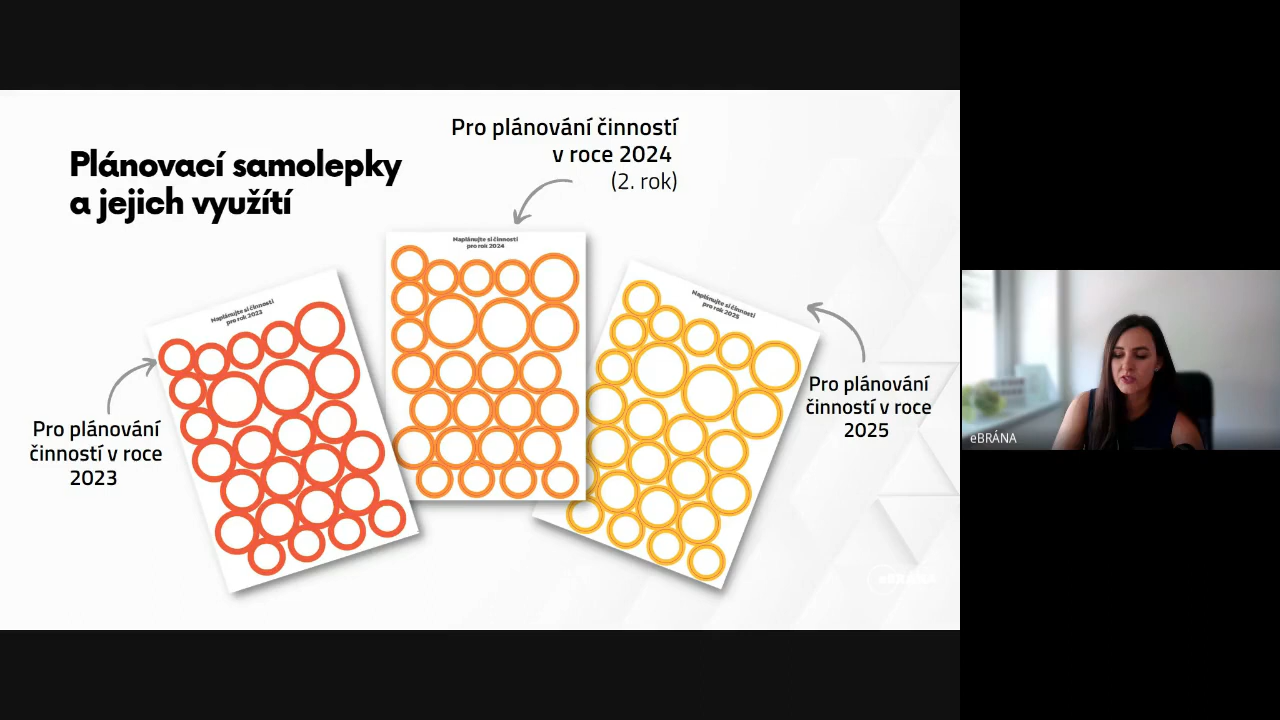 Plánovací samolepky
a jejich využítí
Pro plánování činností
v roce 2024
(2. rok)
Naplánujte si činnosti
pro rok 2023
Naplánujte si činnosti
pro rok 2024
Naplánujte si činnosti
pro rok 2025
Pro plánování
činností v roce
2023
Pro plánování
činností v roce
2025
eBRÁNA
eBRÁNA